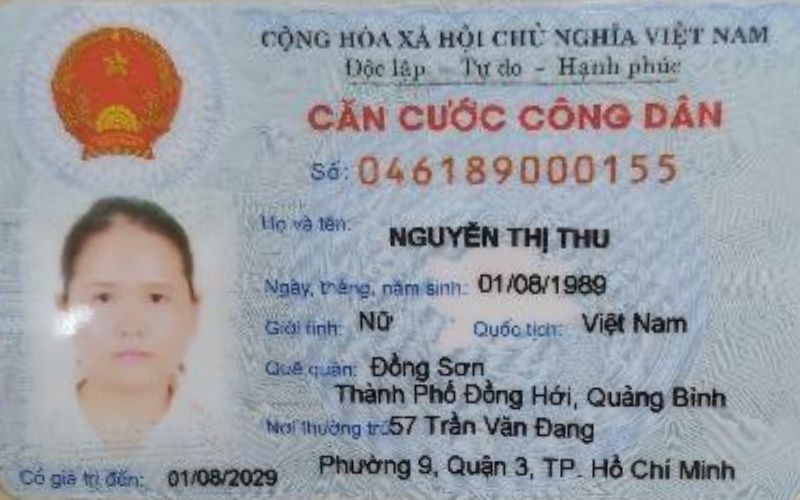 CỘNG HÒA XÃ HỘI CHỦ NGHĨA VIỆT NAM
Độc lập - Tự do - Hạnh phúc
CĂN CƯỚC CÔNG DÂN
Số: 046189000155
Họ và tên:
NGUYỄN THỊ THU
Ngày, tháng, năm sinh: 01/08/1989
Giới tính: Nữ Quốc tịch: Việt Nam
Quê quán: Đồng Sơn
Thành Phố Đồng Hới, Quảng Bình
Nơi thường trú: 57 Trần Văn Đang
Phường 9, Quận 3, TP. Hồ Chí Minh
Có giá trị đến: 01/08/2029